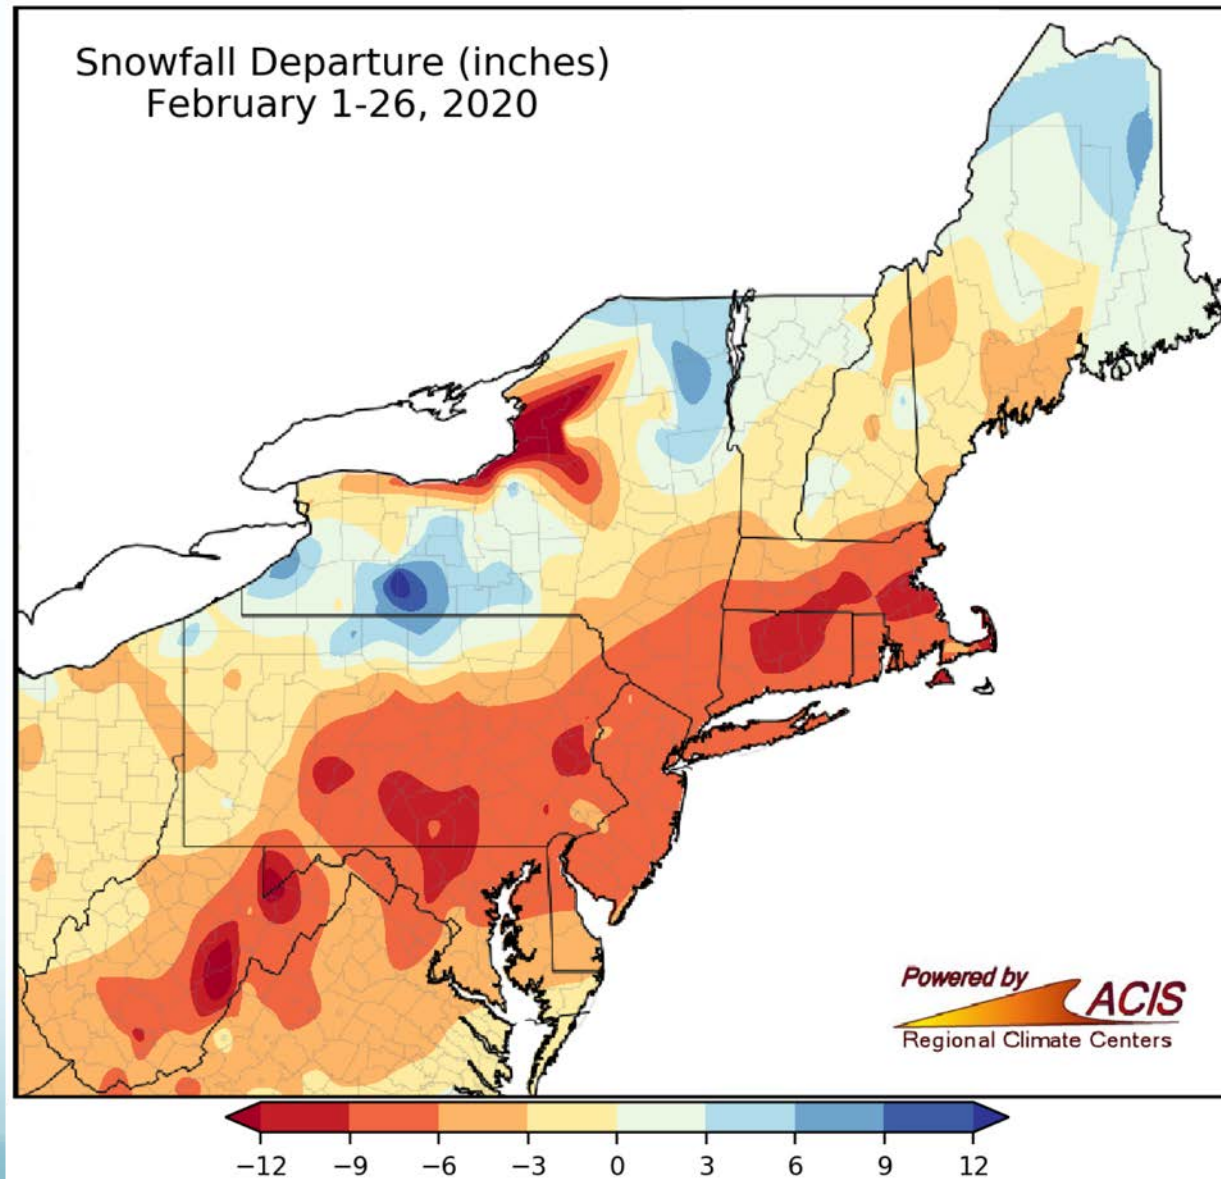 Snowfall Departure (inches)
February 1-26, 2020
Powered by
ACIS
Regional Climate Centers
−12 −9 −6 −3 0 3 6 9 12